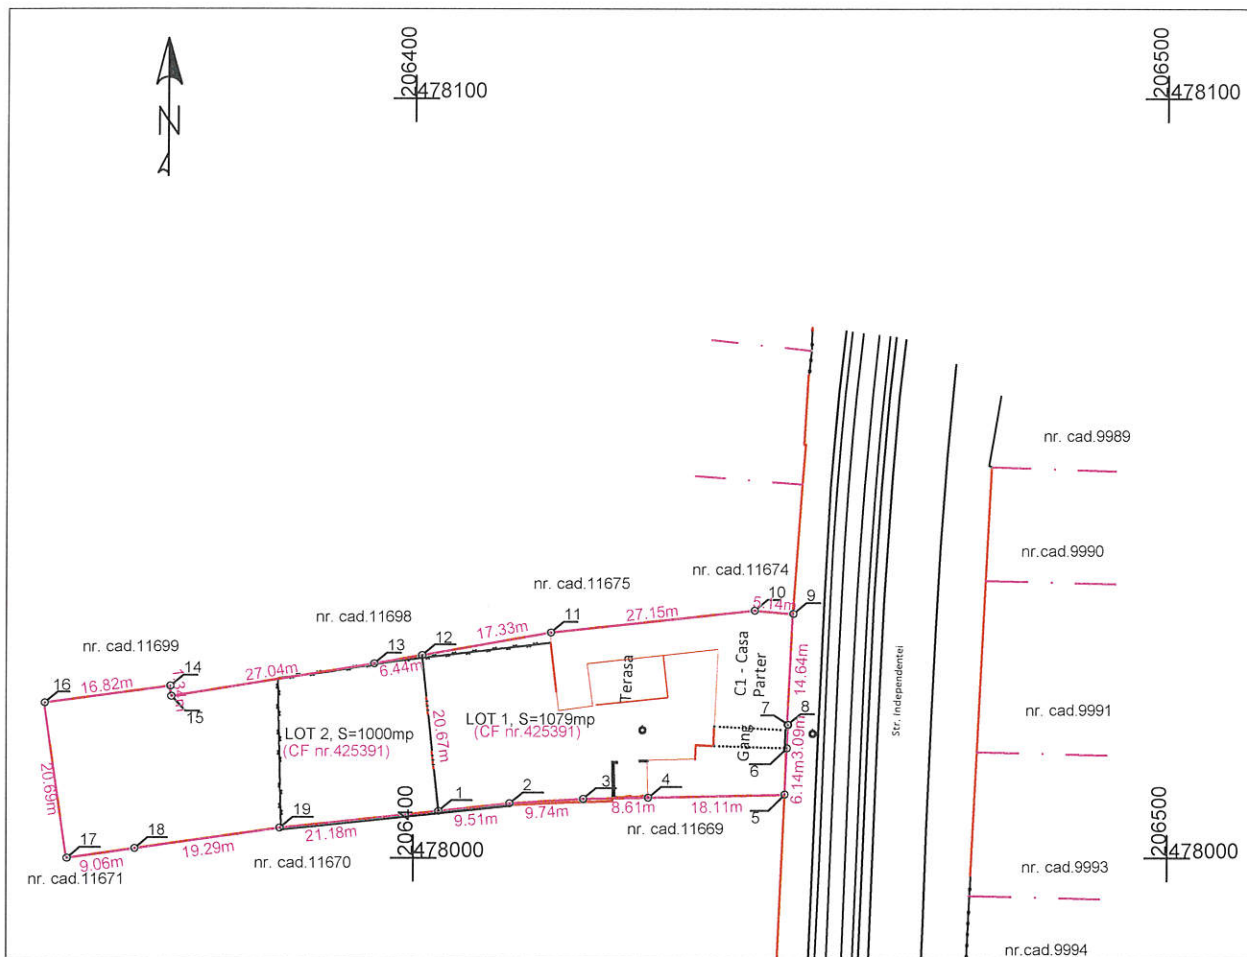 206400
478100
206500
478100
N
nr. cad.9989
nr.cad.9990
nr. cad.9991
nr. cad.9993
nr.cad.9994
Str. Independentei
nr. cad.11674
nr. cad.11675
nr. cad.11698
nr. cad.11699
10
5.14m
9
11
27.15m
12
17.33m
13
6.44m
14
27.04m
15
16
16.82m
20.69m
LOT 2, S=1000mp
(CF nr.425391)
20.67m
LOT 1, S=1079mp
(CF nr.425391)
Terasa
C1 - Casa
Parter
Gang
14.64m
7
8
3.09m
6
6.14m
5
1
9.51m
2
9.74m
3
8.61m
4
18.11m
nr. cad.11669
19
21.18m
nr. cad.11670
18
19.29m
17
9.06m
nr. cad.11671
206400
478000
206500
478000